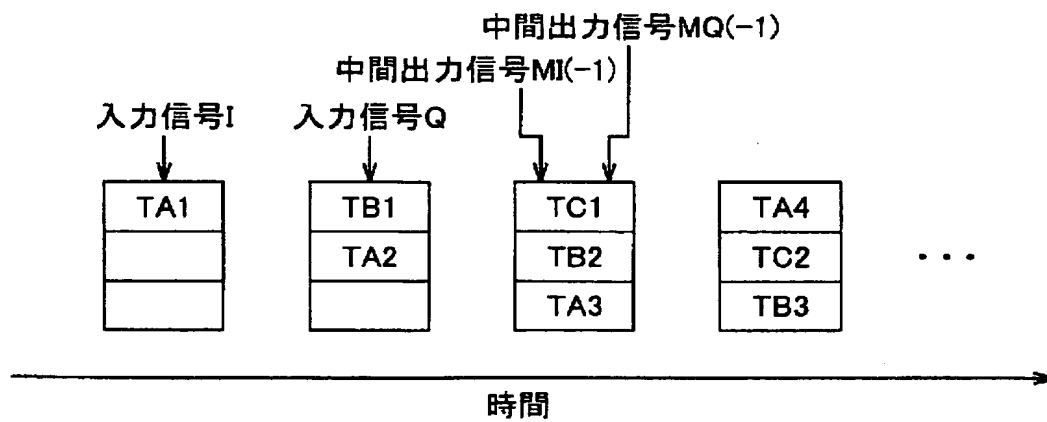 中間出力信号MQ(−1)
中間出力信号MI(−1)
入力信号I
入力信号Q
TA1
TB1
TA2
TC1
TB2
TA3
TA4
TC2
TB3
・・・
時間